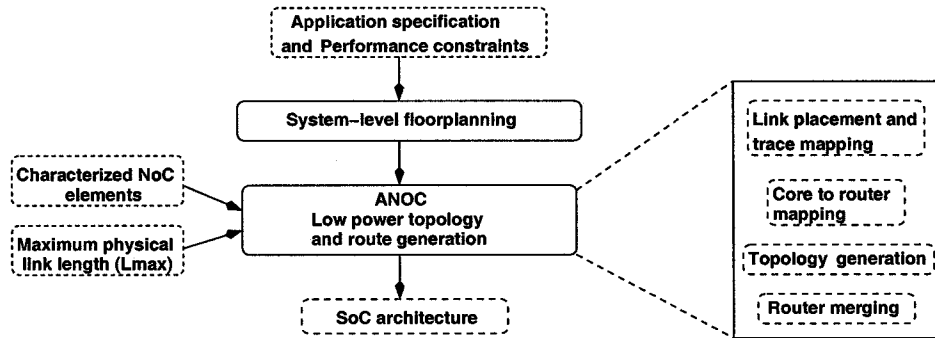 Application specification
and Performance constraints
System-level floorplanning
Characterized NoC
elements
Maximum physical
link length (Lmax)
ANOC
Low power topology
and route generation
SoC architecture
Link placement and
trace mapping
Core to router
mapping
Topology generation
Router merging